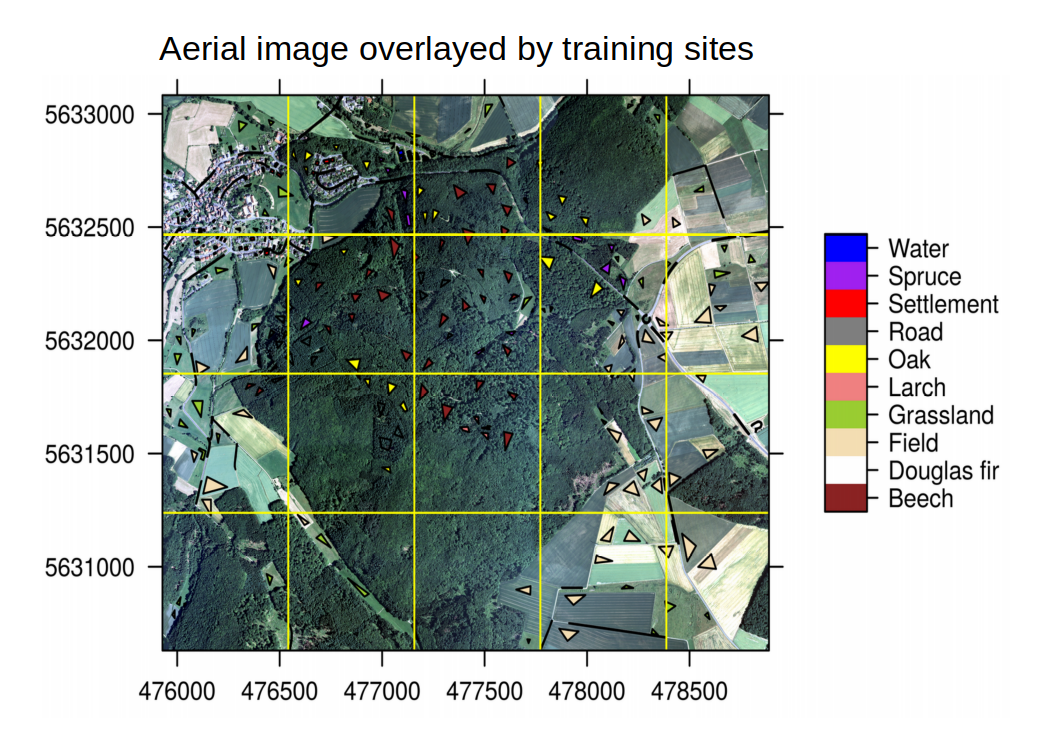 Aerial image overlayed by training sites
5633000
5632500
5632000
5631500
5631000
476000 476500 477000 477500 478000 478500
Water
Spruce
Settlement
Road
Oak
Larch
Grassland
Field
Douglas fir
Beech